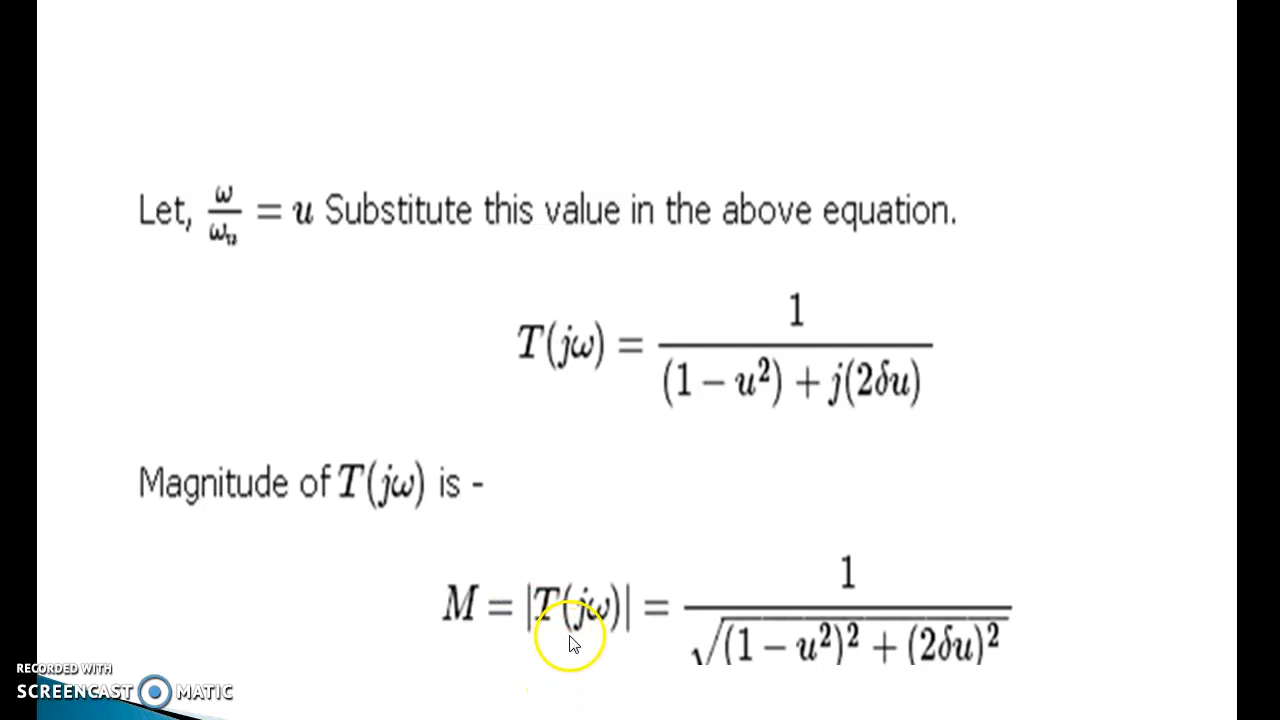 Let, ω/ωₙ = u Substitute this value in the above equation.
T(jω) = 1/((1 − u²) + j(2δu))
Magnitude of T(jω) is -
M = |T(jω)| = 1/√((1 − u²)² + (2δu)²)
RECORDED WITH
SCREENCAST MATIC